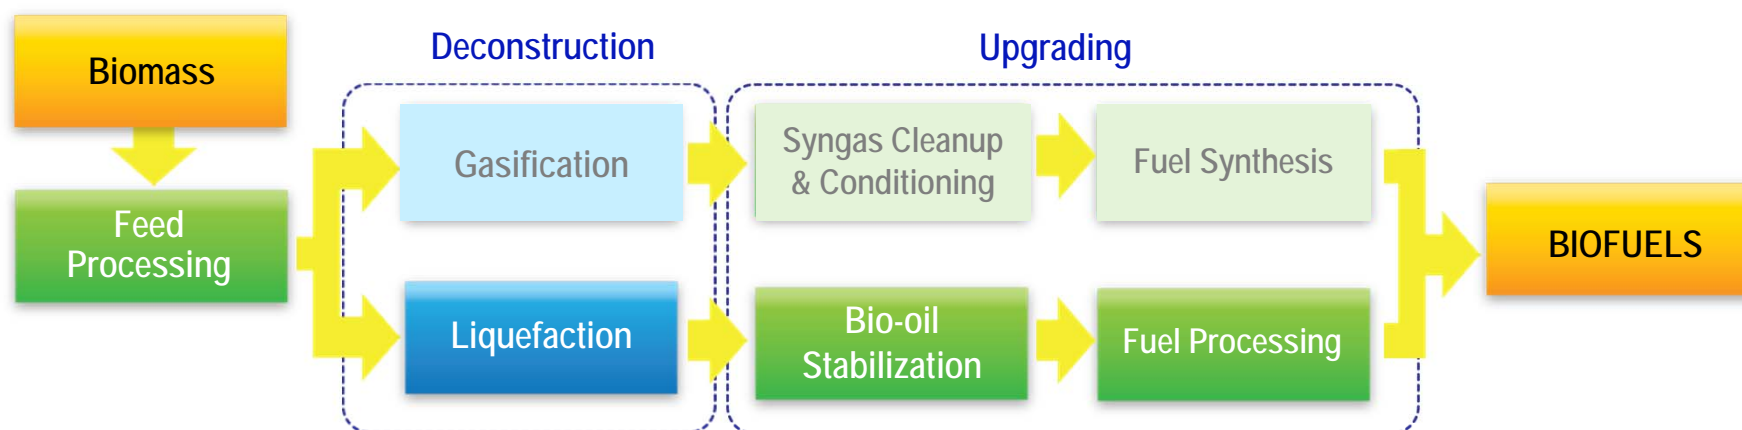 Deconstruction
Upgrading
Biomass
Gasification
Syngas Cleanup
& Conditioning
Fuel Synthesis
Feed
Processing
BIOFUELS
Liquefaction
Bio-oil
Stabilization
Fuel Processing